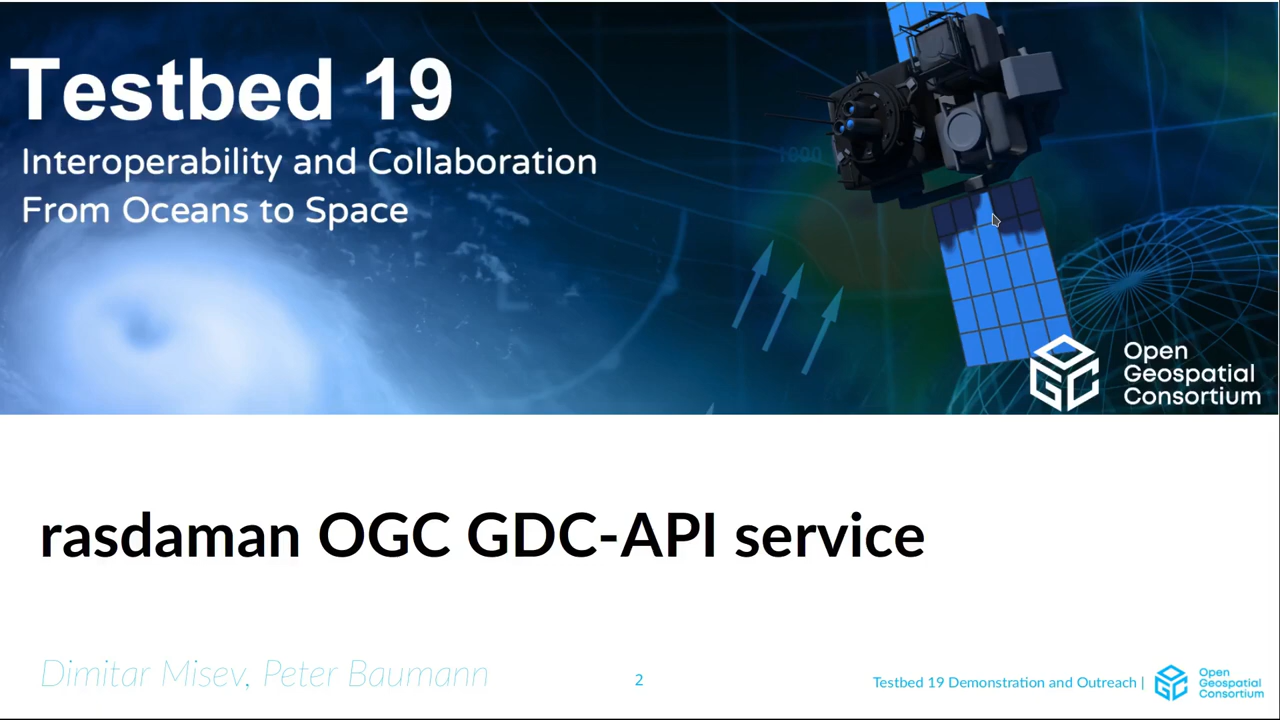 Testbed 19
Interoperability and Collaboration
From Oceans to Space
Open
Geospatial
Consortium
rasdaman OGC GDC-API service
Dimitar Misev, Peter Baumann
2
Testbed 19 Demonstration and Outreach |
Open
Geospatial
Consortium